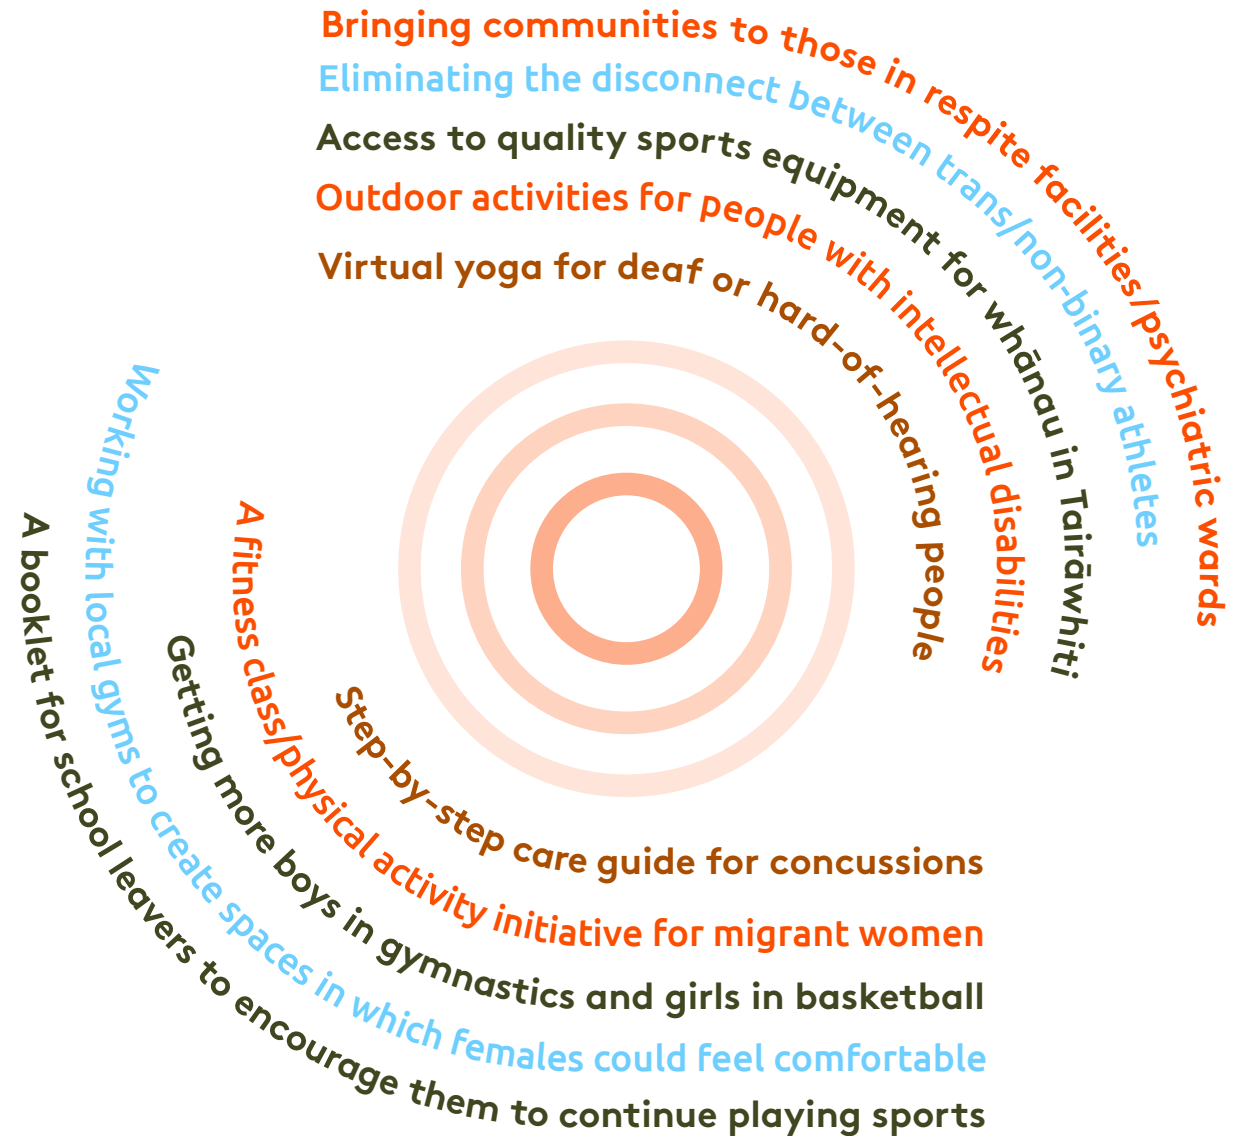 Bringing communities to those in respite facilities/psychiatric wards
Eliminating the disconnect between trans/non-binary athletes
Access to quality sports equipment for whānau in Tairāwhiti
Outdoor activities for people with intellectual disabilities
Virtual yoga for deaf or hard-of-hearing people
Step-by-step care guide for concussions
A fitness class/physical activity initiative for migrant women
Getting more boys in gymnastics and girls in basketball
Working with local gyms to create spaces in which females could feel comfortable
A booklet for school leavers to encourage them to continue playing sports